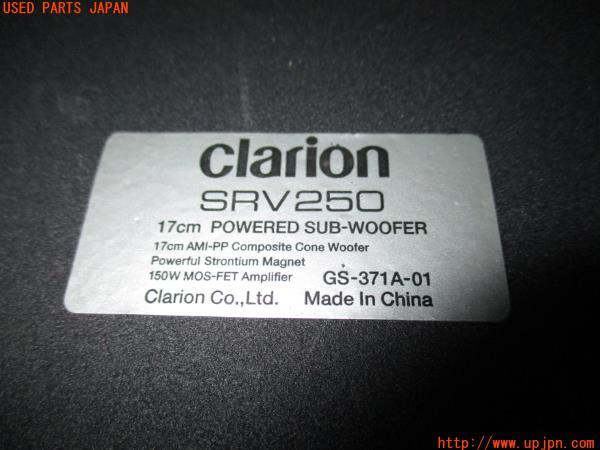 USED PARTS JAPAN
clarion
SRV250
17cm POWERED SUB-WOOFER
17cm AMI-PP Composite Cone Woofer
Powerful Strontium Magnet
150W MOS-FET Amplifier GS-371A-01
Clarion Co.,Ltd. Made In China
http://www.upjpn.com/